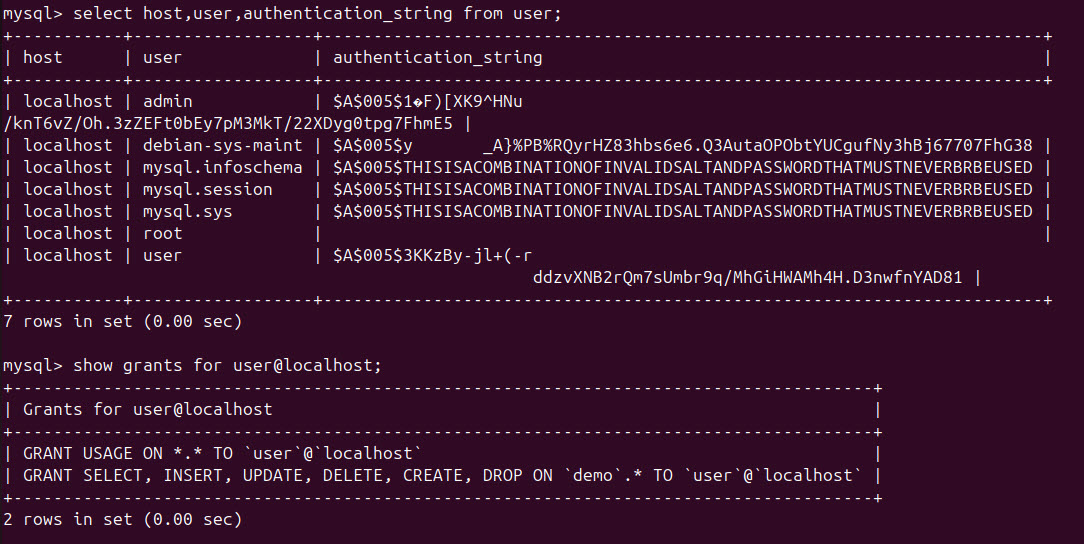 mysql> select host,user,authentication_string from user;
+-----------+------------------+------------------------------------------------------------------------+
| host      | user             | authentication_string                                                  |
+-----------+------------------+------------------------------------------------------------------------+
| localhost | admin            | $A$005$1�F)[XK9^HNu
/knT6vZ/Oh.3zZEFt0bEy7pM3MkT/22XDyg0tpg7FhmE5 |
| localhost | debian-sys-maint | $A$005$y       _A}%PB%RQyrHZ83hbs6e6.Q3AutaOPObtYUCgufNy3hBj67707FhG38 |
| localhost | mysql.infoschema | $A$005$THISISACOMBINATIONOFINVALIDSALTANDPASSWORDTHATMUSTNEVERBRBEUSED |
| localhost | mysql.session    | $A$005$THISISACOMBINATIONOFINVALIDSALTANDPASSWORDTHATMUSTNEVERBRBEUSED |
| localhost | mysql.sys        | $A$005$THISISACOMBINATIONOFINVALIDSALTANDPASSWORDTHATMUSTNEVERBRBEUSED |
| localhost | root             |                                                                        |
| localhost | user             | $A$005$3KKzBy-jl+(-r
                                                     ddzvXNB2rQm7sUmbr9q/MhGiHWAMh4H.D3nwfnYAD81 |
+-----------+------------------+------------------------------------------------------------------------+
7 rows in set (0.00 sec)
mysql> show grants for user@localhost;
+--------------------------------------------------------------------------------------+
| Grants for user@localhost                                                            |
+--------------------------------------------------------------------------------------+
| GRANT USAGE ON *.* TO `user`@`localhost`                                             |
| GRANT SELECT, INSERT, UPDATE, DELETE, CREATE, DROP ON `demo`.* TO `user`@`localhost` |
+--------------------------------------------------------------------------------------+
2 rows in set (0.00 sec)